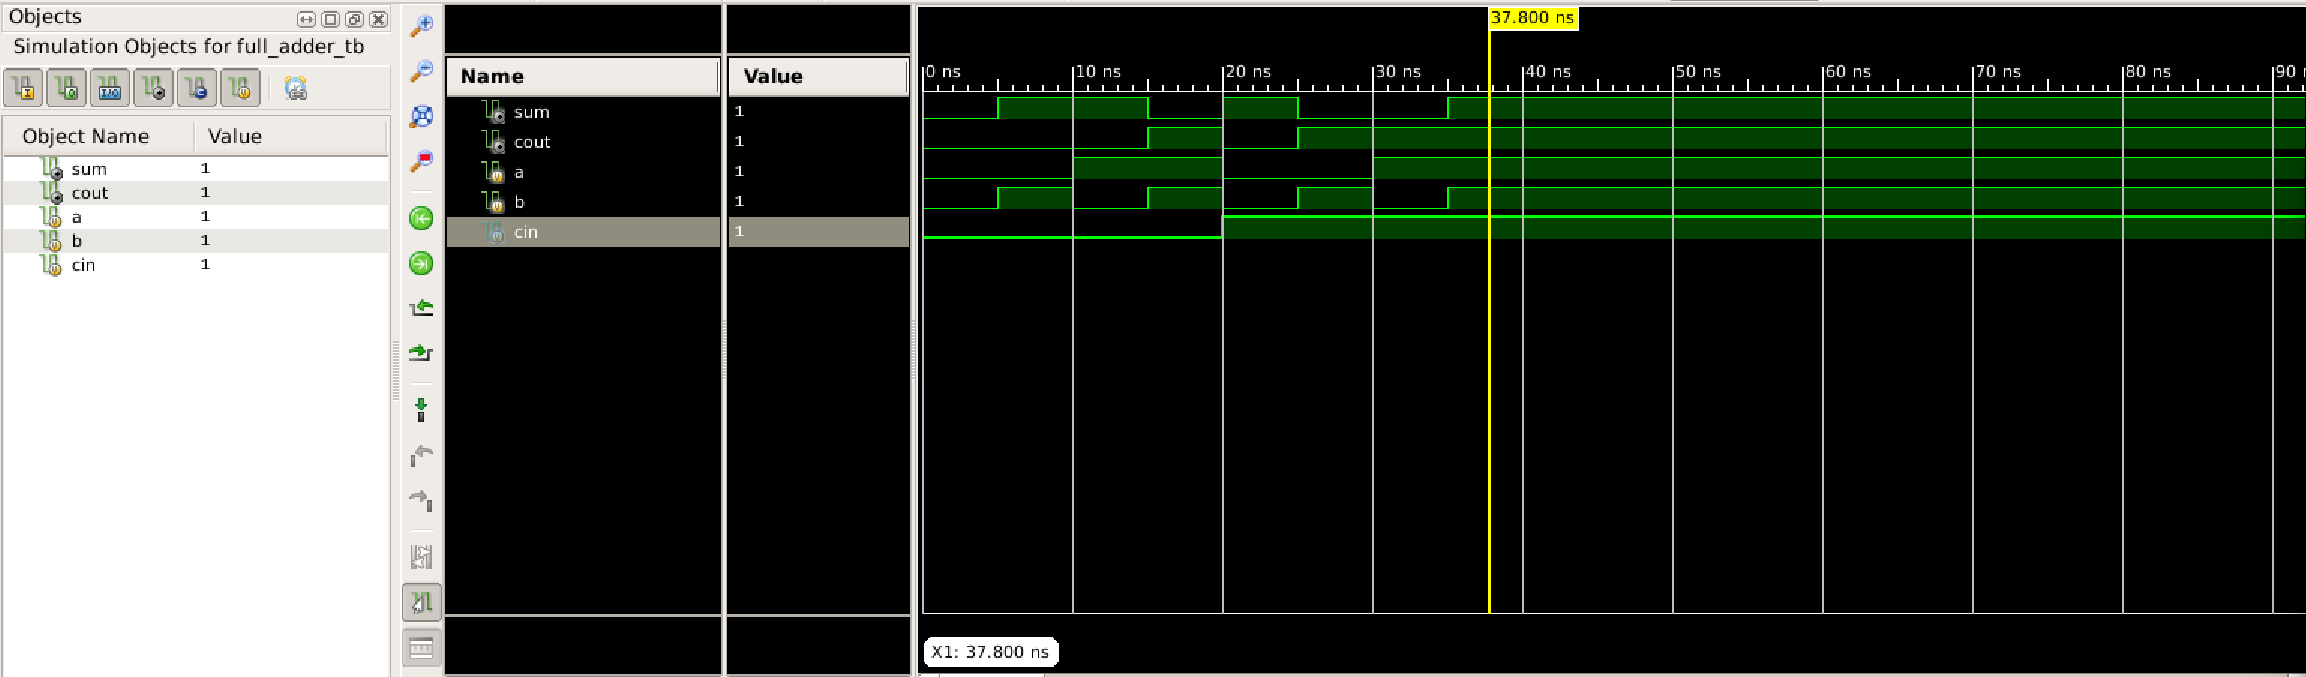 Objects
Simulation Objects for full_adder_tb
Object Name Value
sum 1
cout 1
a 1
b 1
cin 1
Name Value
sum 1
cout 1
a 1
b 1
cin 1
37.800 ns
0 ns 10 ns 20 ns 30 ns 40 ns 50 ns 60 ns 70 ns 80 ns 90
X1: 37.800 ns